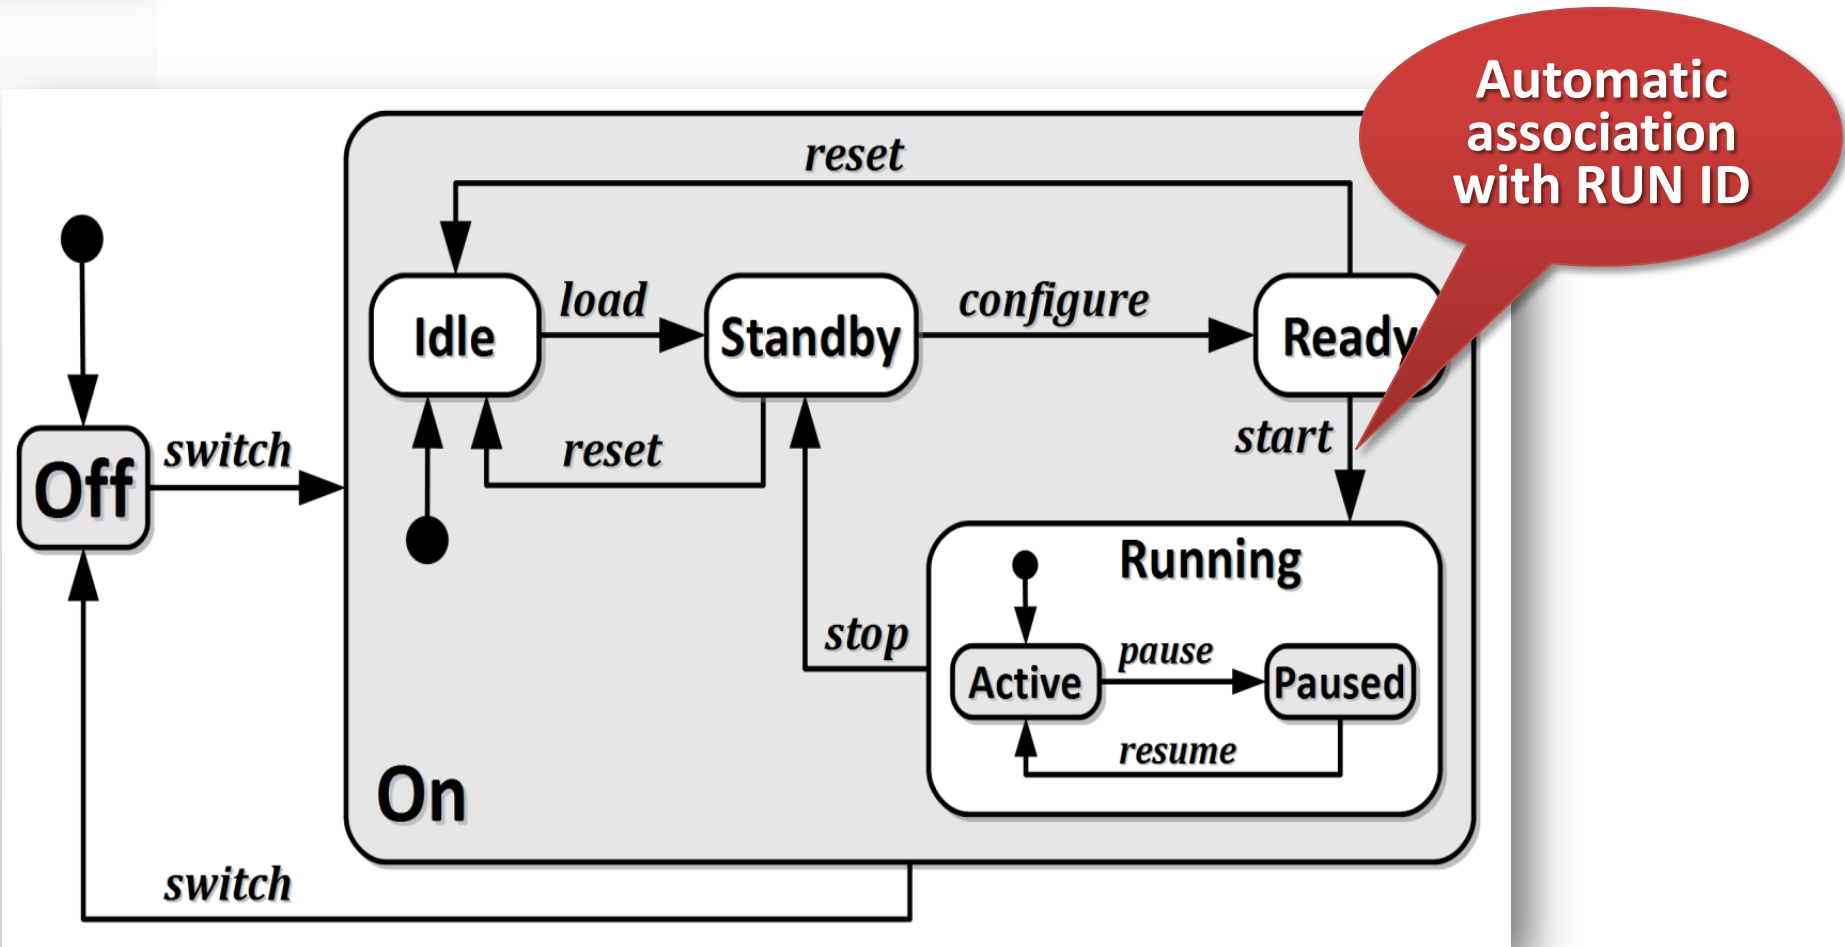 Automatic
association
with RUN ID
reset
Idle
load
Standby
configure
Ready
switch
Off
reset
start
Running
stop
Active
pause
Paused
resume
On
switch